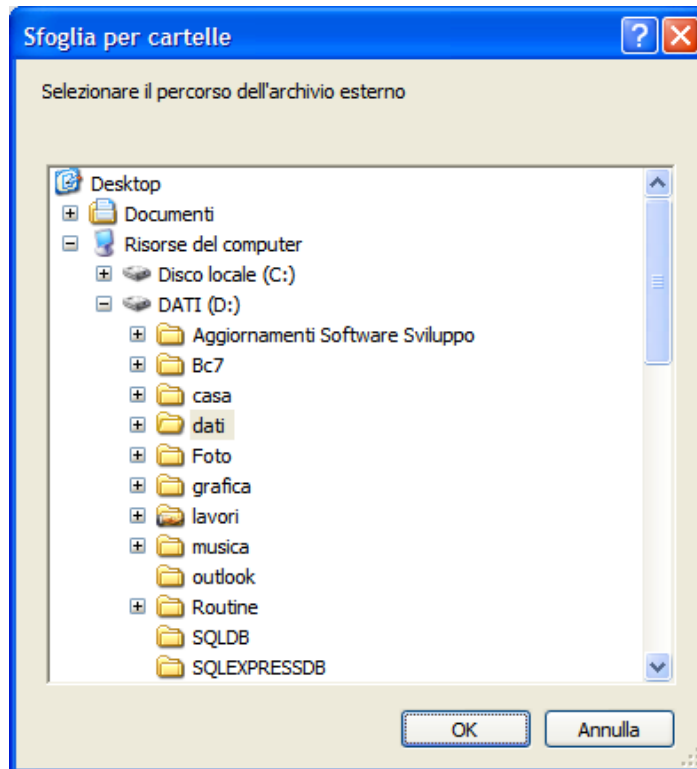 Sfoglia per cartelle
Selezionare il percorso dell'archivio esterno
Desktop
Documenti
Risorse del computer
Disco locale (C:)
DATI (D:)
Aggiornamenti Software Sviluppo
Bc7
casa
dati
Foto
grafica
lavori
musica
outlook
Routine
SQLDB
SQLEXPRESSDB
OK Annulla